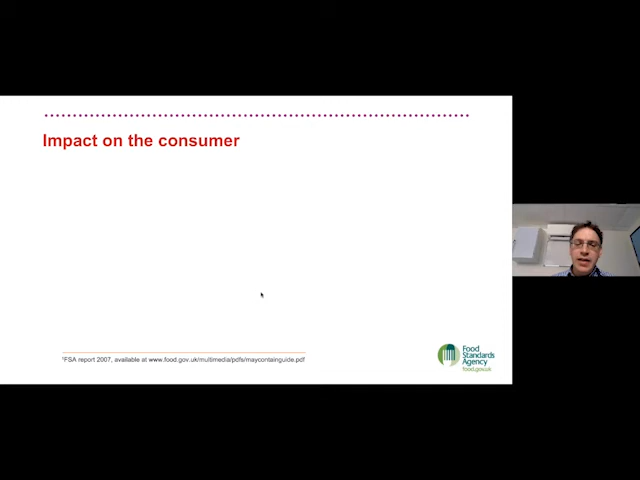 Impact on the consumer
¹FSA report 2007, available at www.food.gov.uk/multimedia/pdfs/maycontainguide.pdf
Food
Standards
Agency
food.gov.uk